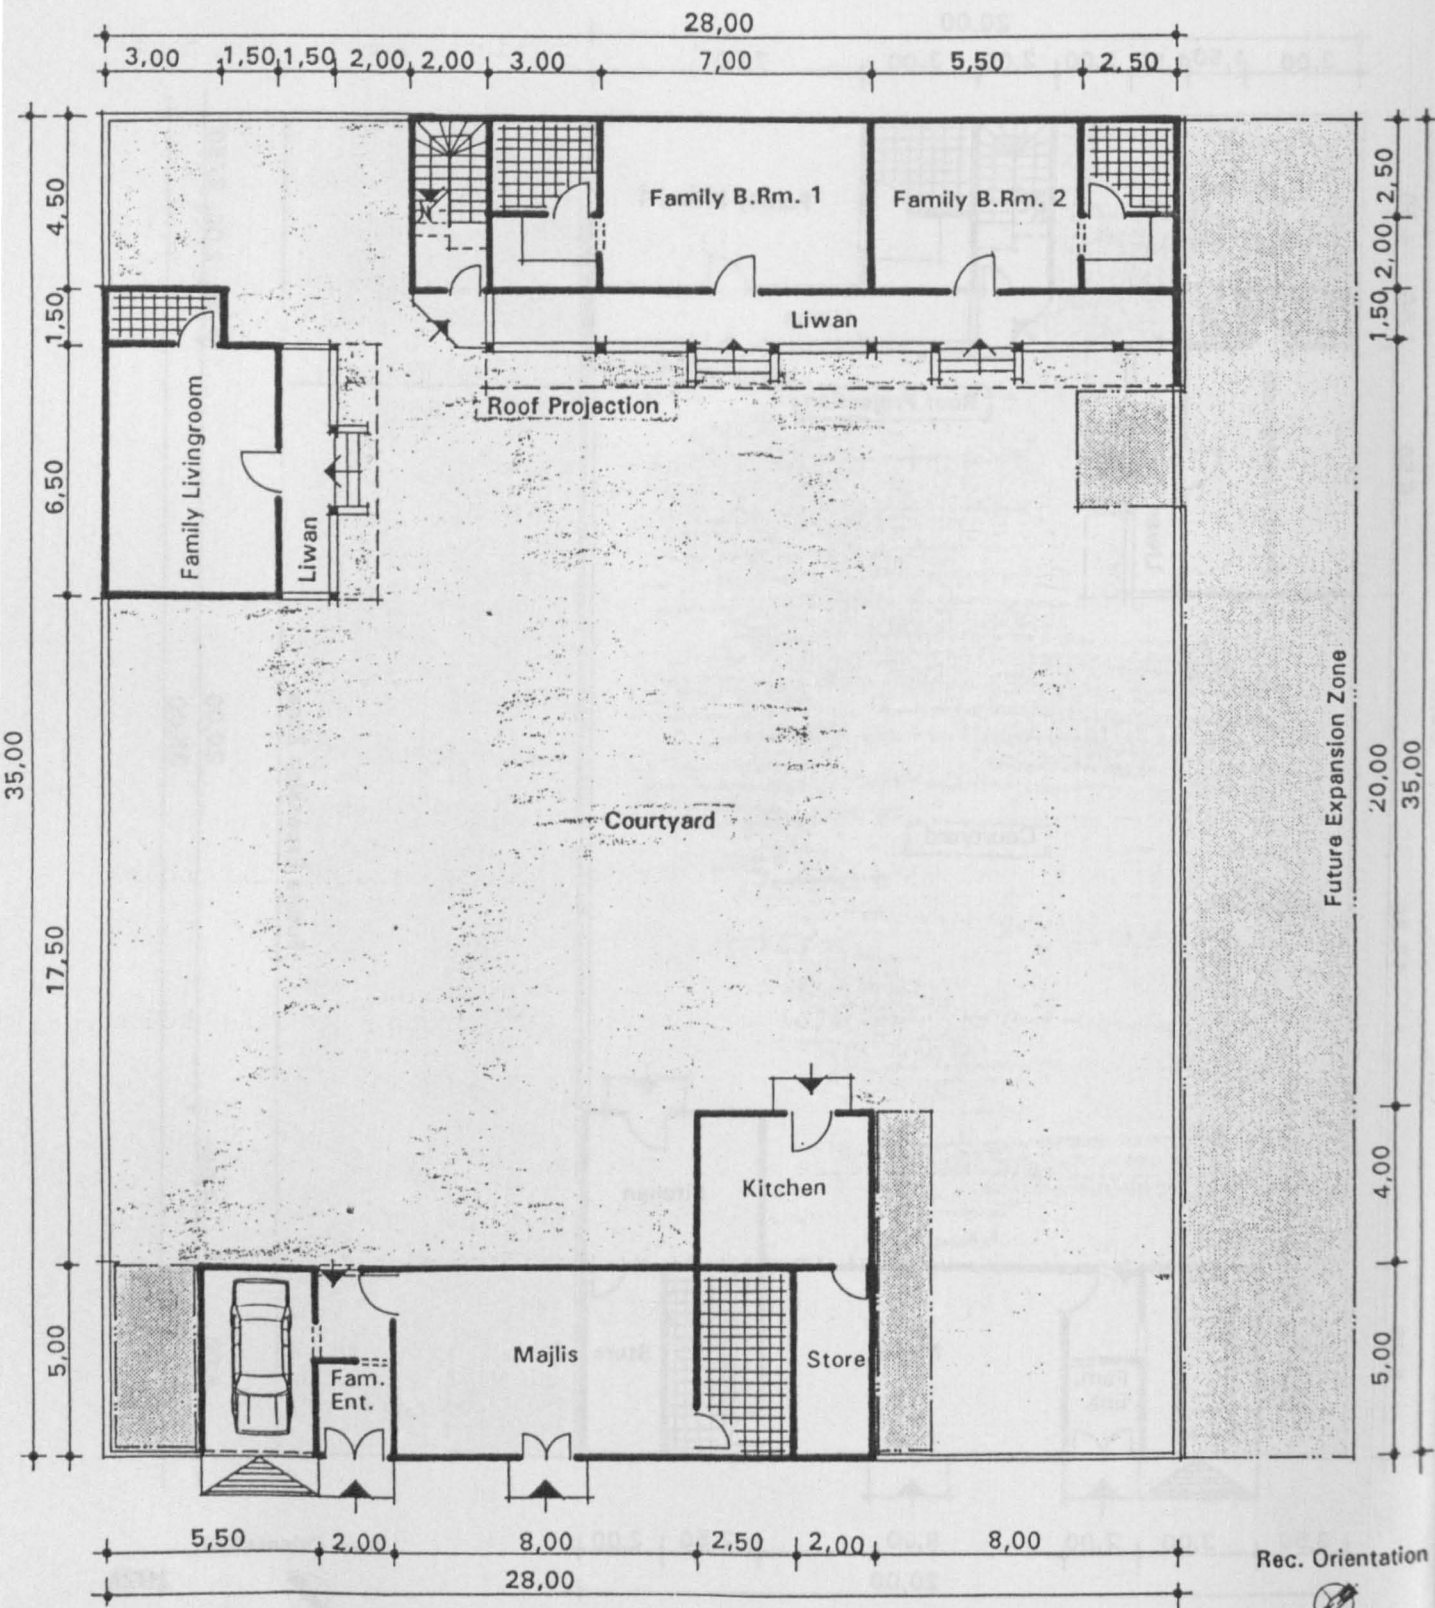 28,00
3,00 1,50 1,50 2,00 2,00 3,00 7,00 5,50 2,50
4,50
1,50
6,50
35,00
17,50
5,00
Family B.Rm. 1
Family B.Rm. 2
Liwan
Roof Projection
Family Livingroom
Liwan
Courtyard
Kitchen
Majlis
Store
Fam.
Ent.
2,50
2,00
1,50
20,00
35,00
4,00
5,00
Future Expansion Zone
5,50 2,00 8,00 2,50 2,00 8,00
28,00
Rec. Orientation